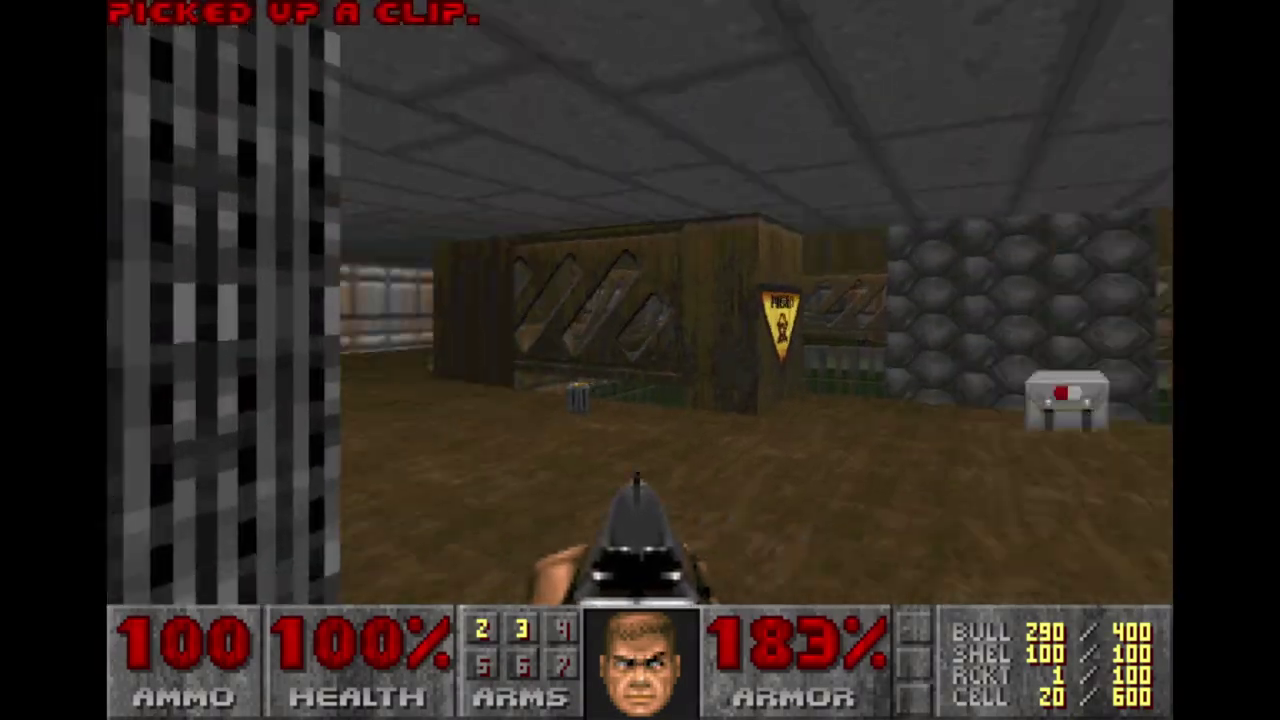 PICKED UP A CLIP.
100 100% 2 3 4 183%
5 6 7
AMMO HEALTH ARMS ARMOR
BULL 290 / 400
SHEL 100 / 100
RCKT 1 / 100
CELL 20 / 600